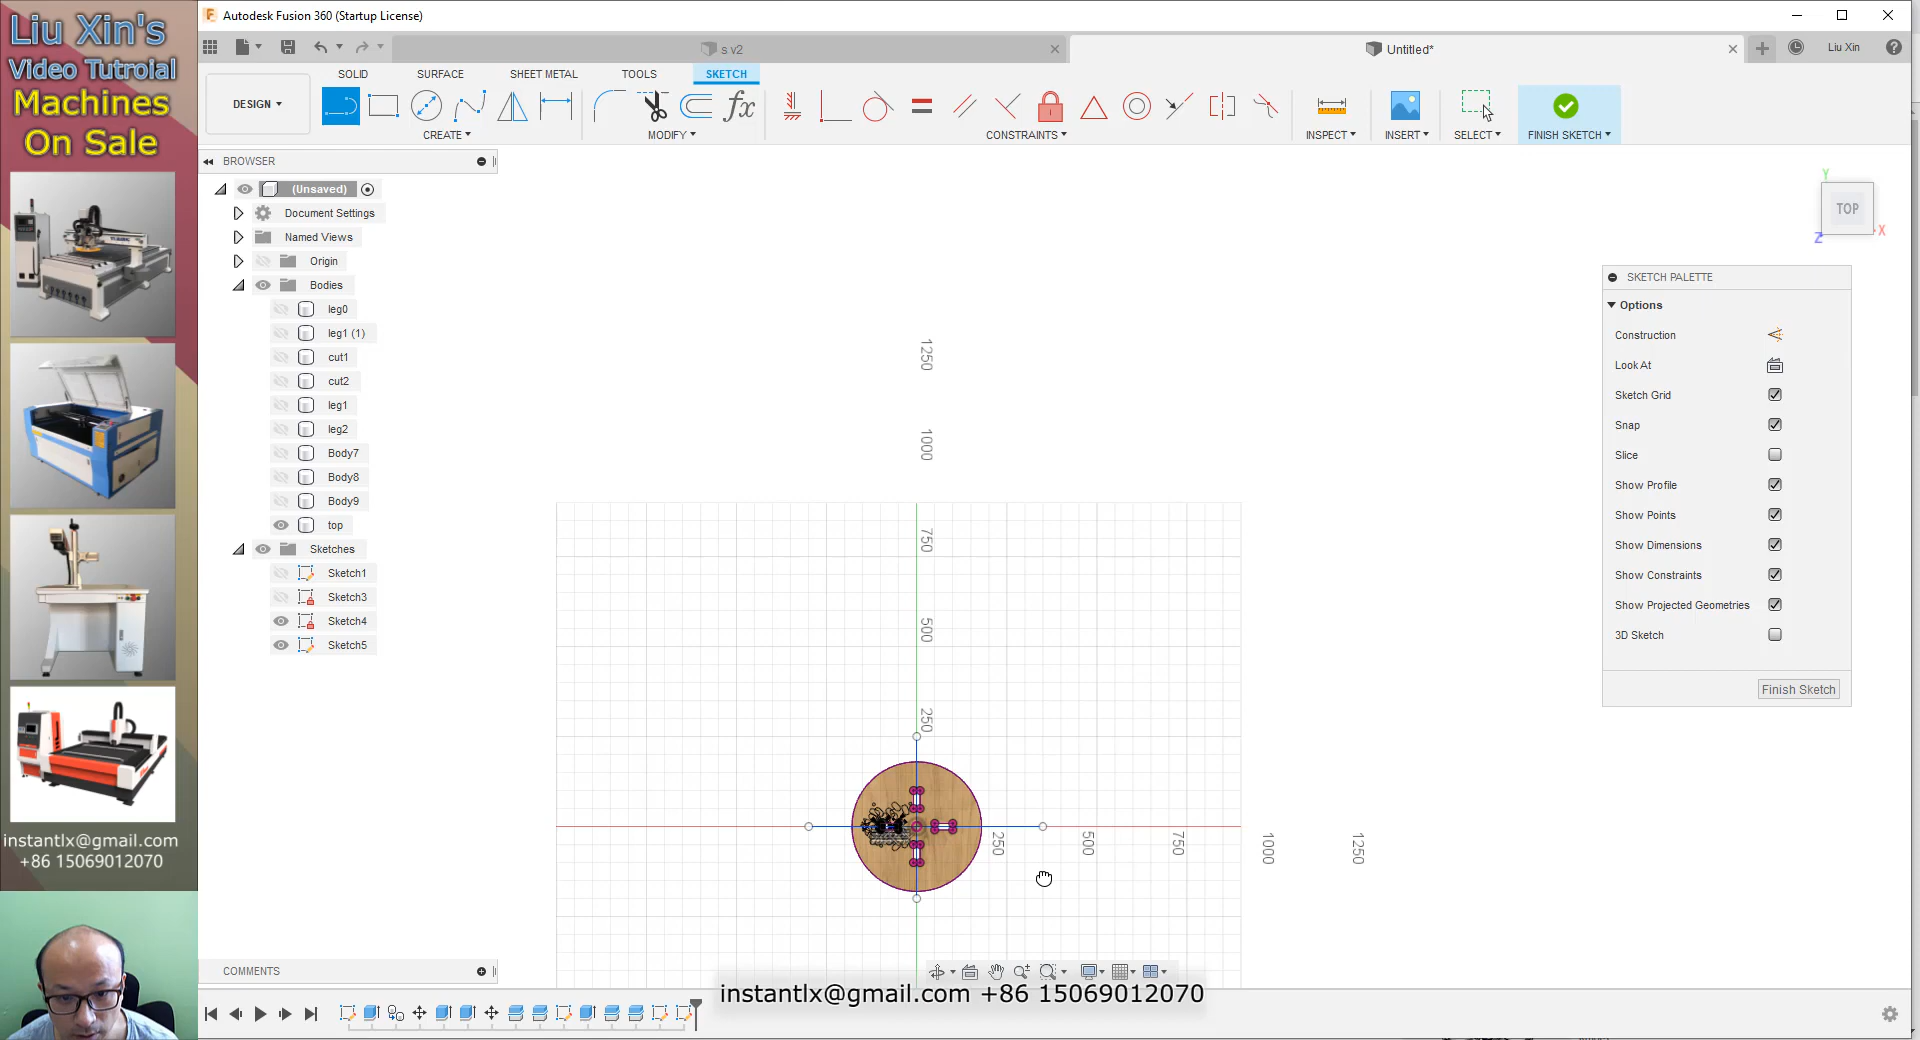 Liu Xin's
Video Tutroial
Machines
On Sale
instantlx@gmail.com
+86 15069012070
Autodesk Fusion 360 (Startup License)
s v2
Untitled*
Liu Xin
DESIGN
SOLID
SURFACE
SHEET METAL
TOOLS
SKETCH
CREATE
MODIFY
fx
CONSTRAINTS
INSPECT
INSERT
SELECT
FINISH SKETCH
BROWSER
(Unsaved)
Document Settings
Named Views
Origin
Bodies
leg0
leg1 (1)
cut1
cut2
leg1
leg2
Body7
Body8
Body9
top
Sketches
Sketch1
Sketch3
Sketch4
Sketch5
COMMENTS
1250
1000
750
500
250
250
500
750
1000
1250
Y
TOP
Z
X
SKETCH PALETTE
Options
Construction
Look At
Sketch Grid
Snap
Slice
Show Profile
Show Points
Show Dimensions
Show Constraints
Show Projected Geometries
3D Sketch
Finish Sketch
instantlx@gmail.com +86 15069012070